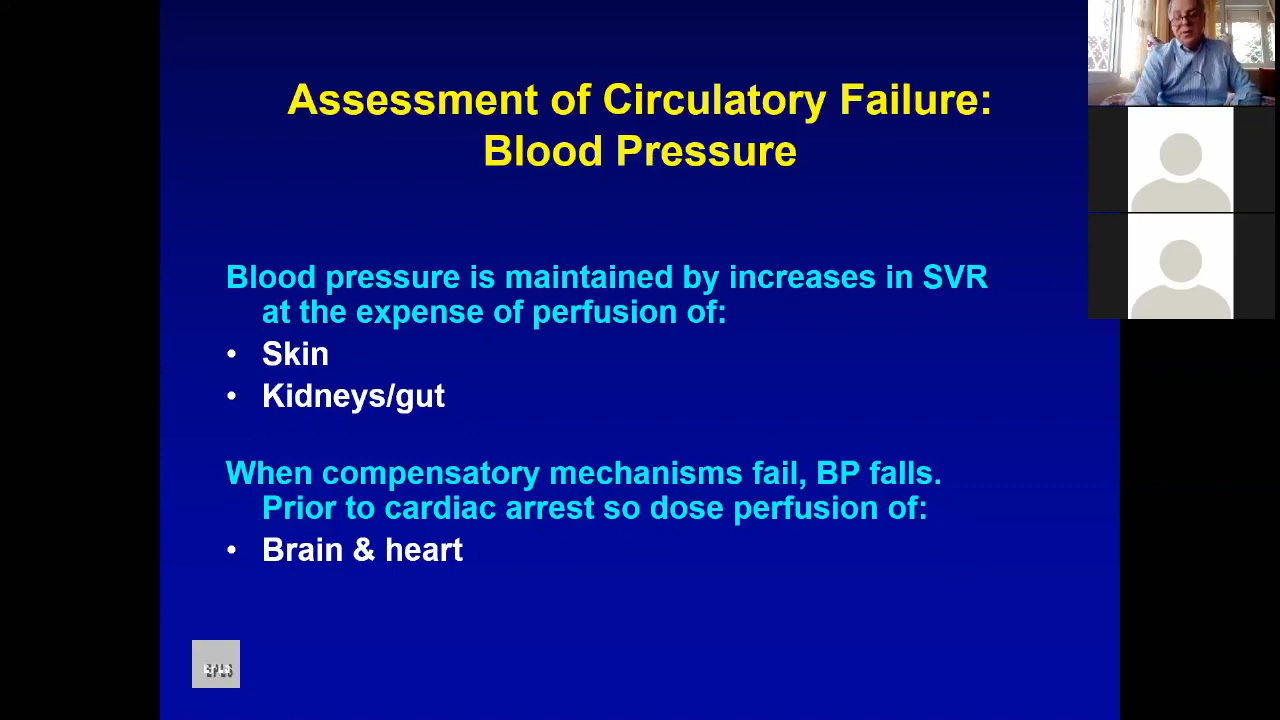 Assessment of Circulatory Failure:
Blood Pressure
Blood pressure is maintained by increases in SVR
at the expense of perfusion of:
• Skin
• Kidneys/gut
When compensatory mechanisms fail, BP falls.
Prior to cardiac arrest so dose perfusion of:
• Brain & heart